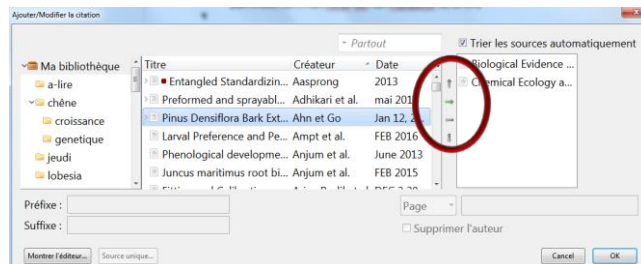 Ajouter/Modifier la citation
Partout
Trier les sources automatiquement
Ma bibliothèque
a-lire
chêne
croissance
genetique
jeudi
lobesia
Titre Créateur Date
Entangled Standardizin... Aasprong 2013
Preformed and sprayabl... Adhikari et al. mai 201
Pinus Densiflora Bark Ext... Ahn et Go Jan 12, 2...
Larval Preference and Pe... Ampt et al. FEB 2016
Phenological developme... Anjum et al. June 2013
Juncus maritimus root bi... Anjum et al. FEB 2015
Biological Evidence ...
Chemical Ecology a...
Préfixe :
Suffixe :
Page
Supprimer l'auteur
Montrer l'éditeur... Source unique... Cancel OK